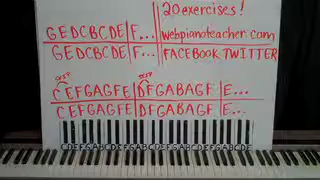 GEDCBCDE|F... 20 exercises!
GEDCBCDE|F... webpianoteacher.com
FACEBOOK TWITTER
CEFGAGFE|DFGABAGF|E...
CEFGAGFE|DFGABAGF|E...